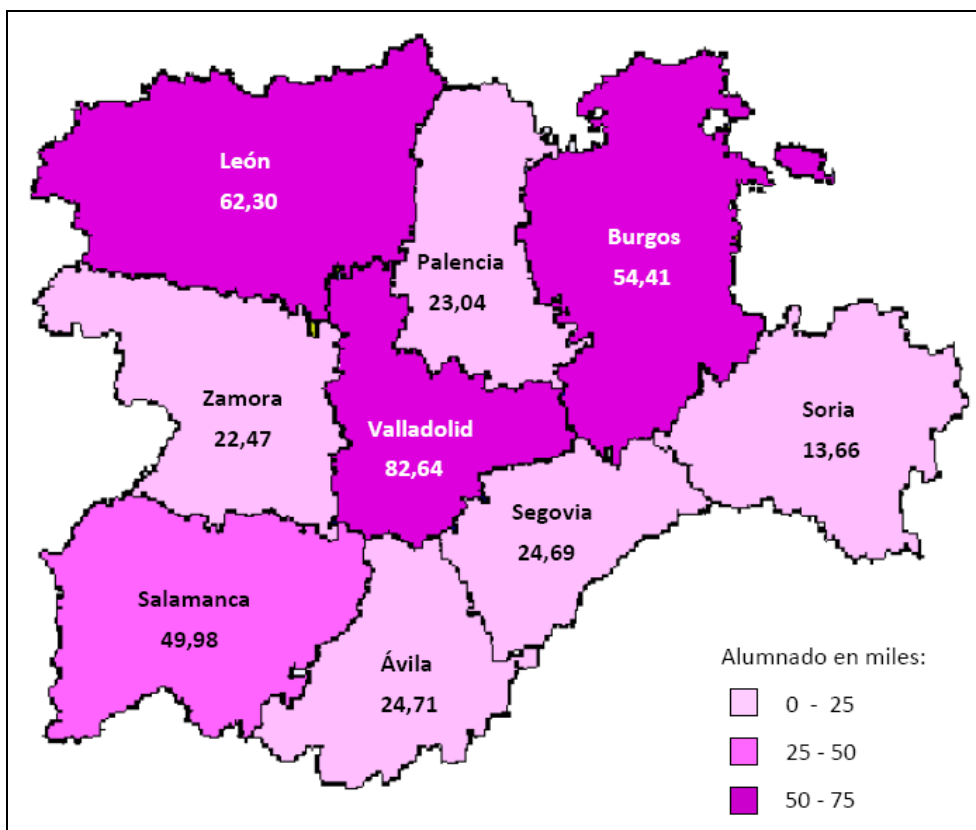 León
62,30
Burgos
54,41
Palencia
23,04
Zamora
22,47
Soria
13,66
Valladolid
82,64
Segovia
24,69
Salamanca
49,98
Ávila
24,71
Alumnado en miles:
0 - 25
25 - 50
50 - 75